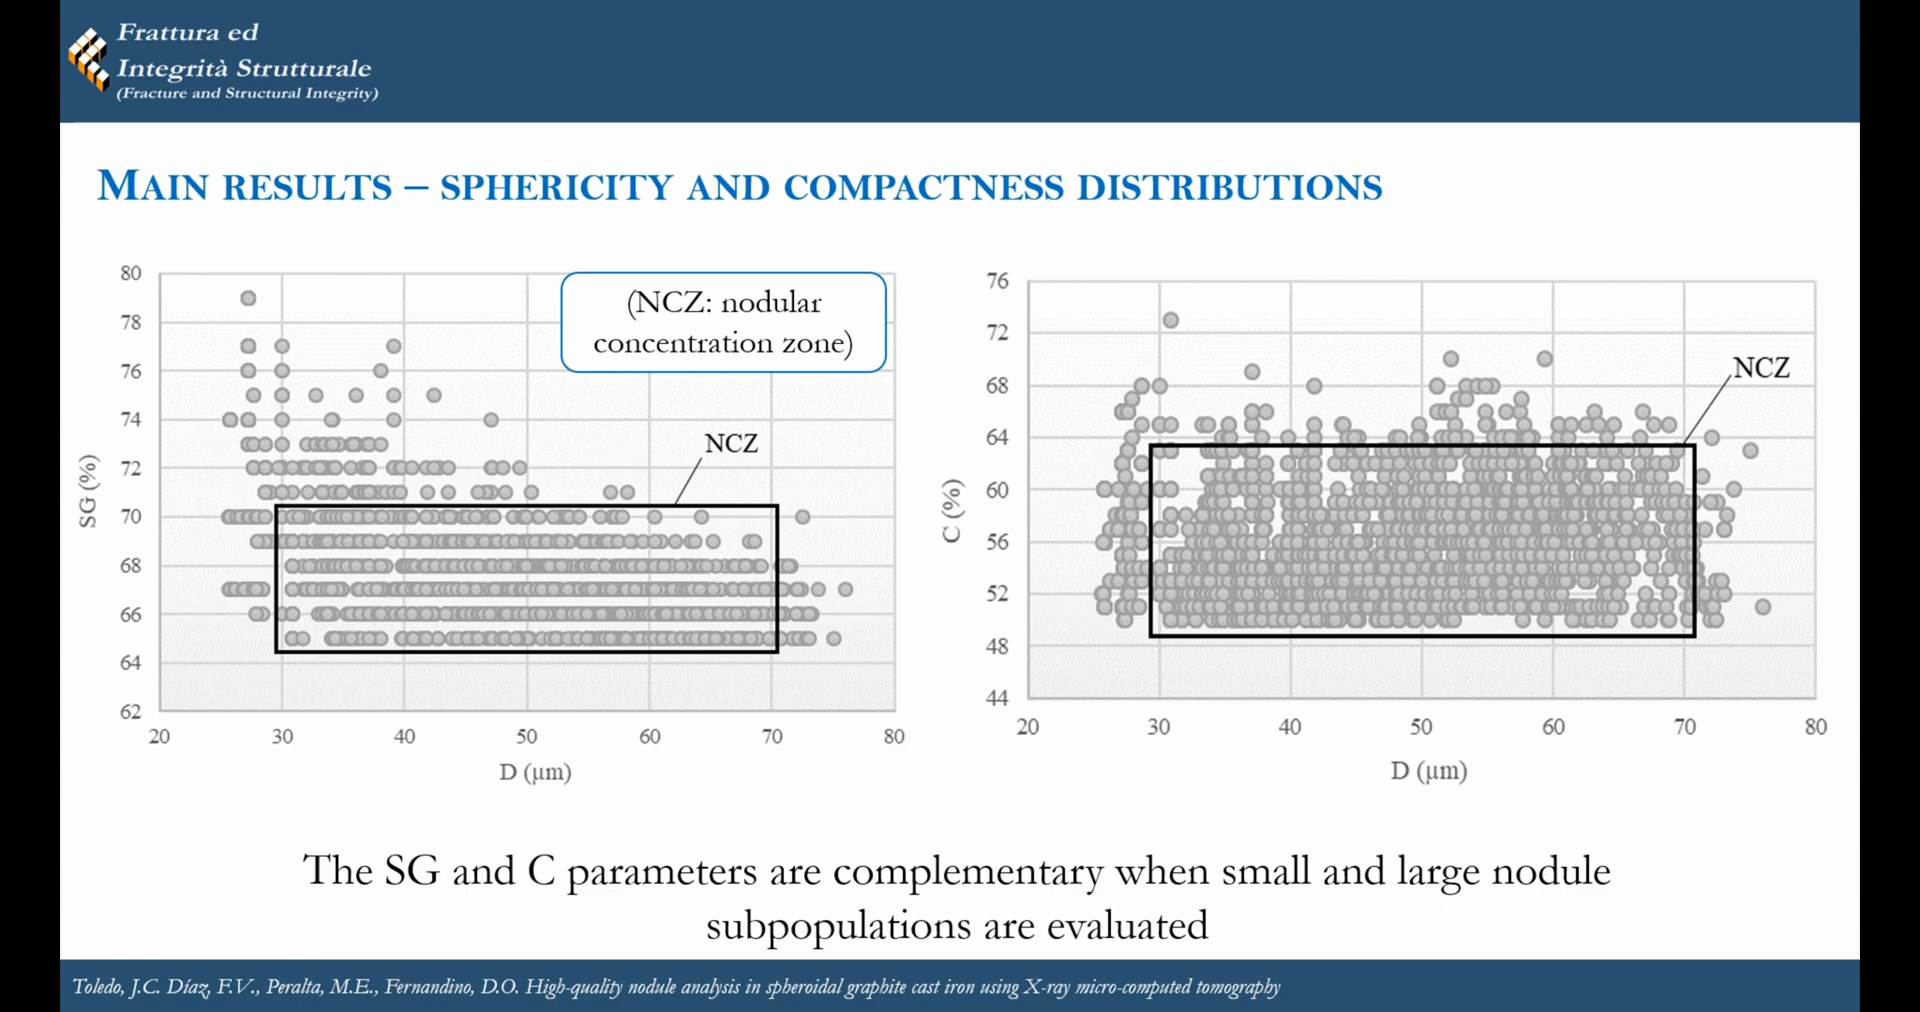 Frattura ed
Integrità Strutturale
(Fracture and Structural Integrity)
MAIN RESULTS – SPHERICITY AND COMPACTNESS DISTRIBUTIONS
80
78
76
74
72
70
68
66
64
62
SG (%)
20 30 40 50 60 70 80
D (µm)
(NCZ: nodular
concentration zone)
NCZ
76
72
68
64
60
56
52
48
44
C (%)
20 30 40 50 60 70 80
D (µm)
NCZ
The SG and C parameters are complementary when small and large nodule
subpopulations are evaluated
Toledo, J.C. Díaz, F.V., Peralta, M.E., Fernandino, D.O. High-quality nodule analysis in spheroidal graphite cast iron using X-ray micro-computed tomography